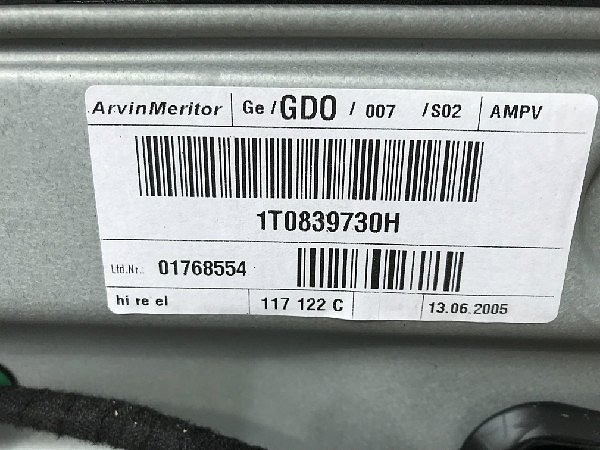 ArvinMeritor Ge/GDO/ 007 /S02 AMPV
1T0839730H
Lfd.Nr.: 01768554
hi re el 117 122 C 13.06.2005